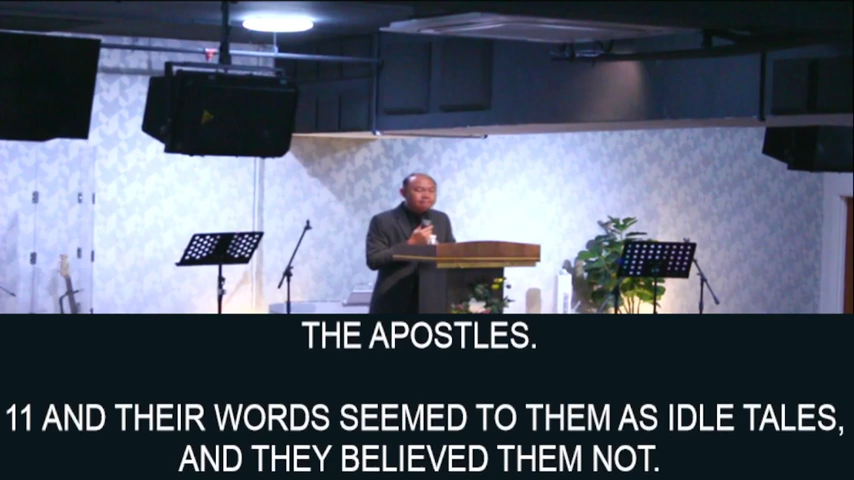 THE APOSTLES.
11 AND THEIR WORDS SEEMED TO THEM AS IDLE TALES,
AND THEY BELIEVED THEM NOT.